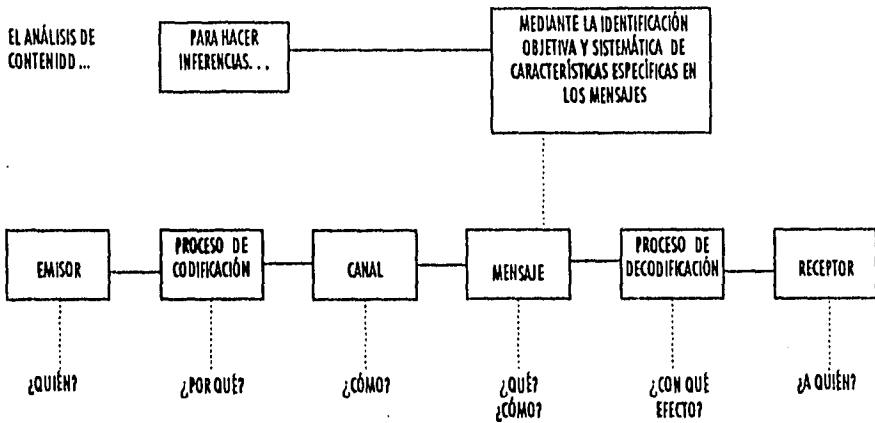 EL ANÁLISIS DE
CONTENIDD ...
PARA HACER
INFERENCIAS. . .
MEDIANTE LA IDENTIFICACIÓN
OBJETIVA Y SISTEMÁTICA DE
CARACTERÍSTICAS ESPECÍFICAS EN
LOS MENSAJES
EMISOR
PROCESO DE
CODIFICACIÓN
CANAL
MENSAJE
PROCESO DE
DECODIFICACIÓN
RECEPTOR
¿QUIÉN?
¿POR QUÉ?
¿CÓMO?
¿QUÉ?
¿CÓMO?
¿CON QUÉ
EFECTO?
¿A QUIÉN?